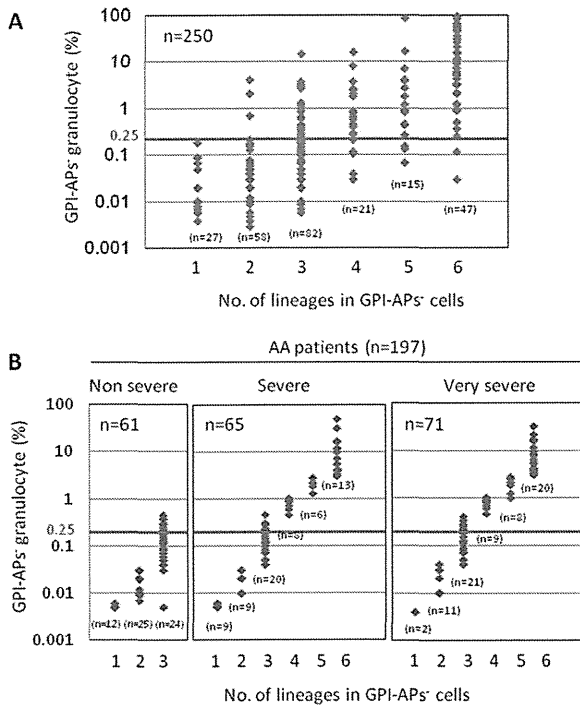 A
n=250
GPI-APs⁻ granulocyte (%)
100
10
1
0.25
0.1
0.01
0.001
(n=27)
(n=58)
(n=82)
(n=21)
(n=15)
(n=47)
1 2 3 4 5 6
No. of lineages in GPI-APs⁻ cells
B
AA patients (n=197)
Non severe Severe Very severe
n=61 n=65 n=71
GPI-APs⁻ granulocyte (%)
100
10
1
0.25
0.1
0.01
0.001
(n=12) (n=25) (n=24)
(n=9) (n=9) (n=20) (n=8) (n=6) (n=13)
(n=2) (n=11) (n=21) (n=9) (n=8) (n=20)
1 2 3 1 2 3 4 5 6 1 2 3 4 5 6
No. of lineages in GPI-APs⁻ cells